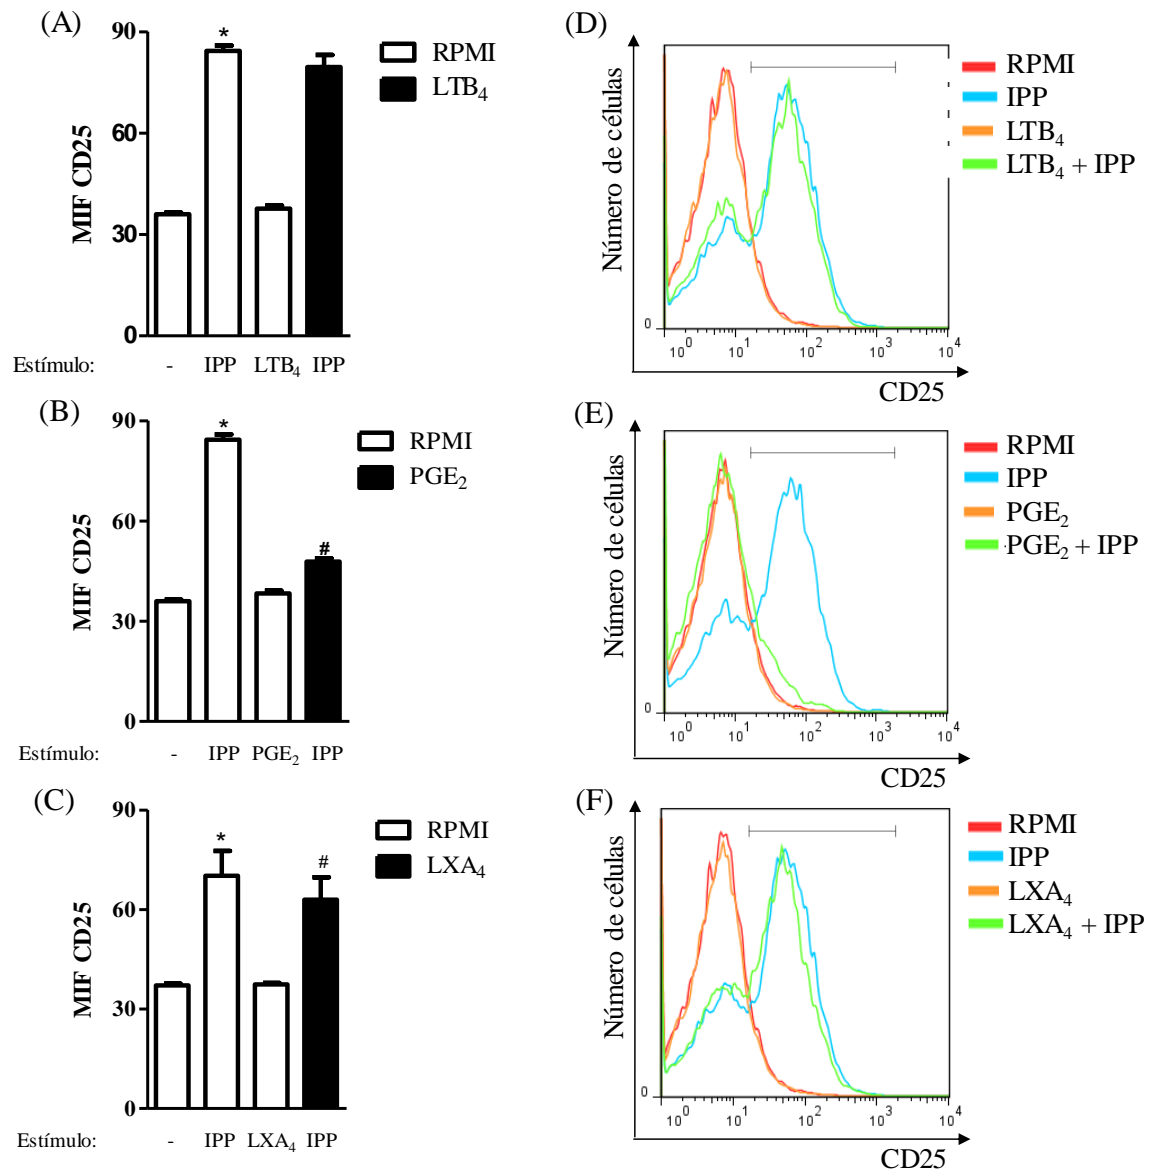 (A)
90
60
30
0
MIF CD25
*
RPMI
LTB4
Estímulo: - IPP LTB4 IPP
(D)
Número de células
0
10^0 10^1 10^2 10^3 10^4
CD25
RPMI
IPP
LTB4
LTB4 + IPP
(B)
90
60
30
0
MIF CD25
*
#
RPMI
PGE2
Estímulo: - IPP PGE2 IPP
(E)
Número de células
0
10^0 10^1 10^2 10^3 10^4
CD25
RPMI
IPP
PGE2
PGE2 + IPP
(C)
90
60
30
0
MIF CD25
*
#
RPMI
LXA4
Estímulo: - IPP LXA4 IPP
(F)
Número de células
0
10^0 10^1 10^2 10^3 10^4
CD25
RPMI
IPP
LXA4
LXA4 + IPP